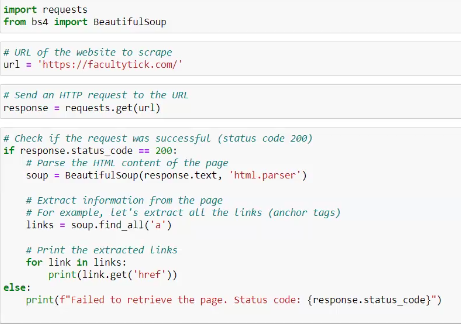 import requests
from bs4 import BeautifulSoup
# URL of the website to scrape
url = 'https://facultytick.com/'
# Send an HTTP request to the URL
response = requests.get(url)
# Check if the request was successful (status code 200)
if response.status_code == 200:
    # Parse the HTML content of the page
    soup = BeautifulSoup(response.text, 'html.parser')
    # Extract information from the page
    # For example, let's extract all the links (anchor tags)
    links = soup.find_all('a')
    # Print the extracted links
    for link in links:
        print(link.get('href'))
else:
    print(f"Failed to retrieve the page. Status code: {response.status_code}")